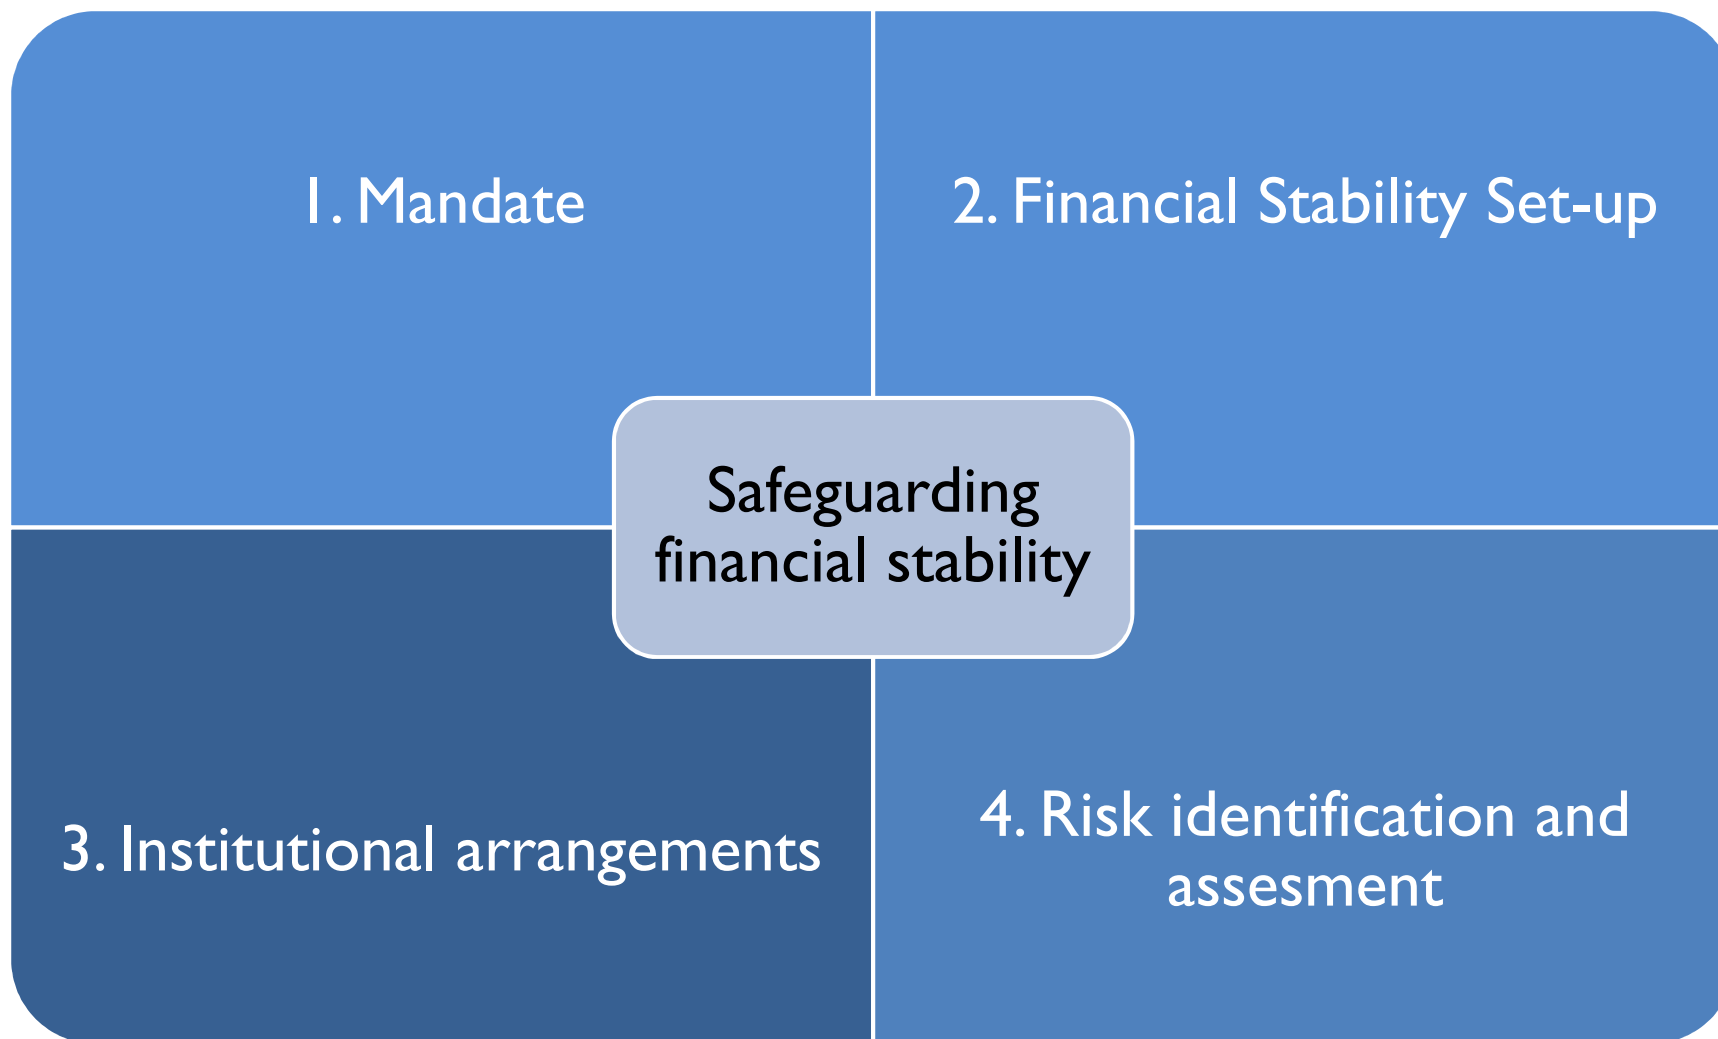 1. Mandate
2. Financial Stability Set-up
Safeguarding
financial stability
3. Institutional arrangements
4. Risk identification and
assesment